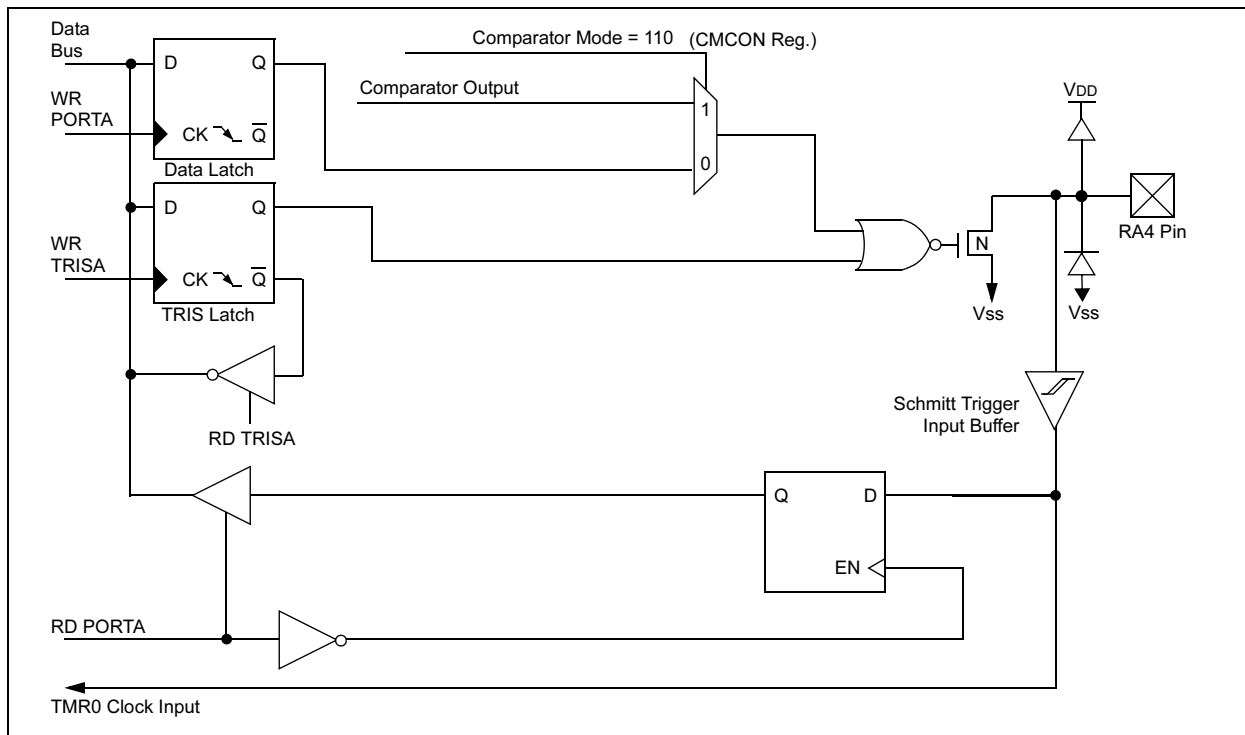 Data
Bus
D
Q
WR
PORTA
CK
Q̅
Data Latch
Comparator Mode = 110 (CMCON Reg.)
Comparator Output
1
0
VDD
RA4 Pin
N
Vss
Vss
D
Q
WR
TRISA
CK
Q̅
TRIS Latch
RD TRISA
Schmitt Trigger
Input Buffer
Q
D
EN
RD PORTA
TMR0 Clock Input